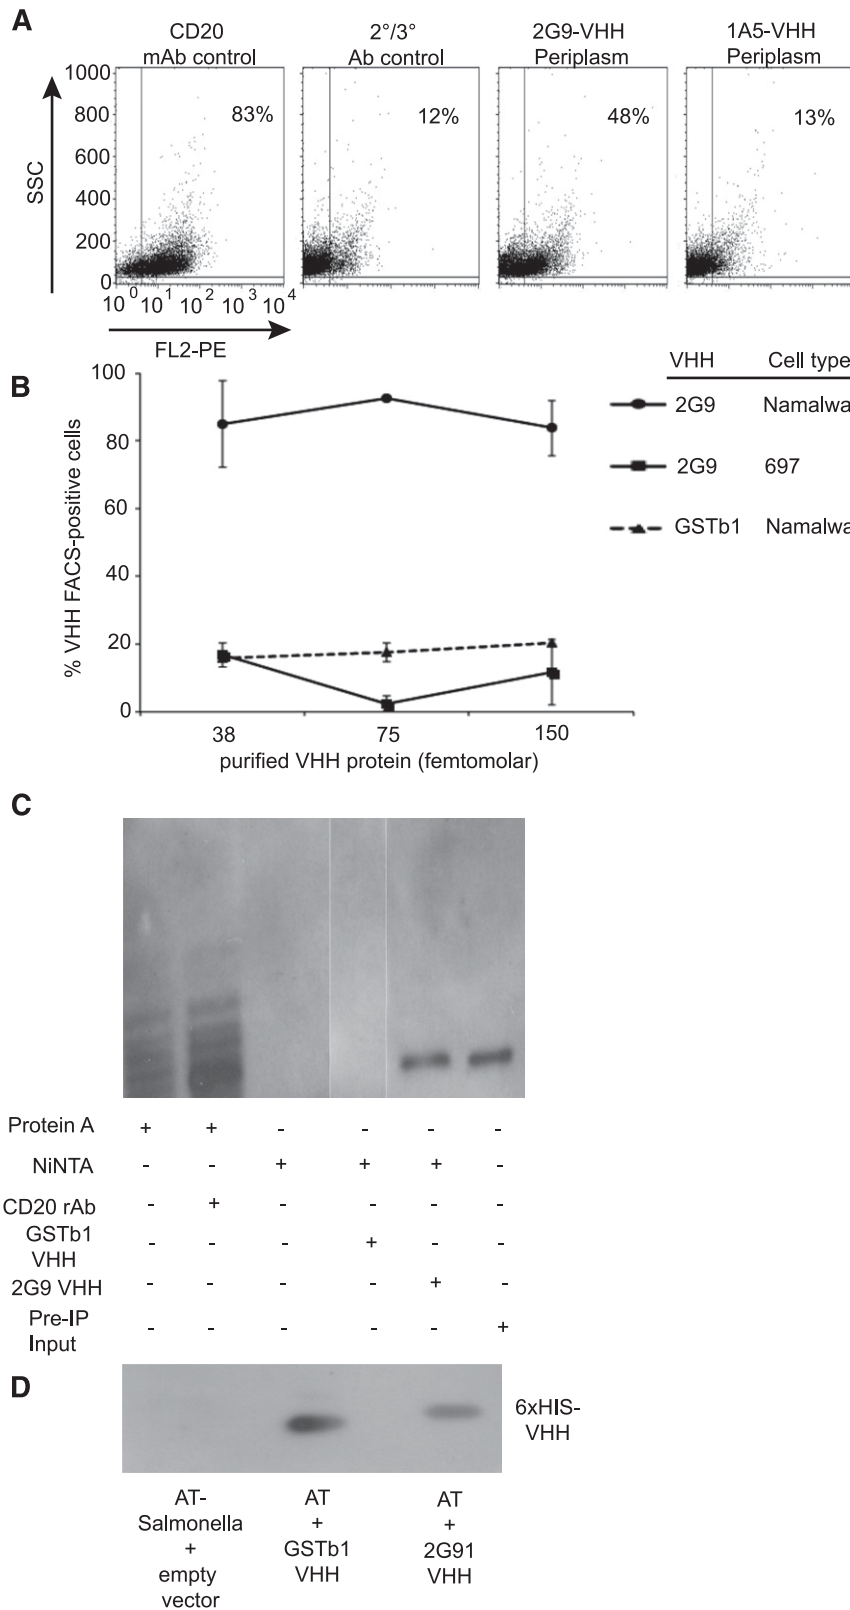 A
CD20
mAb control
2°/3°
Ab control
2G9-VHH
Periplasm
1A5-VHH
Periplasm
1000
800
600
400
200
0
SSC
83%
12%
48%
13%
10^0 10^1 10^2 10^3 10^4
FL2-PE
B
100
80
60
40
20
0
% VHH FACS-positive cells
38 75 150
purified VHH protein (femtomolar)
VHH Cell type
2G9 Namalwa
2G9 697
GSTb1 Namalwa
C
Protein A + + - - - -
NiNTA - - + + + -
CD20 rAb - + - - - -
GSTb1
VHH - - - + - -
2G9 VHH - - - - + -
Pre-IP
Input - - - - - +
D
6xHIS-
VHH
AT-
Salmonella
+
empty
vector
AT
+
GSTb1
VHH
AT
+
2G91
VHH